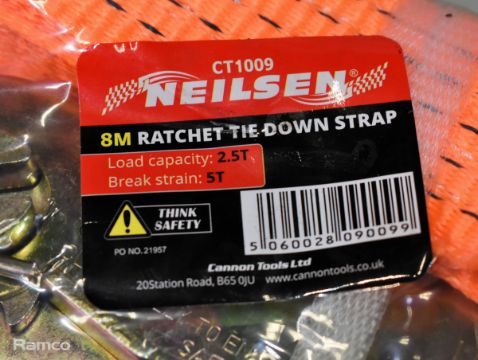 CT1009
NEILSEN®
8M RATCHET TIE DOWN STRAP
Load capacity: 2.5T
Break strain: 5T
THINK
SAFETY
PO NO. 21957
5 060028 090099
Cannon Tools Ltd
20Station Road, B65 0JU www.cannontools.co.uk
Ramco